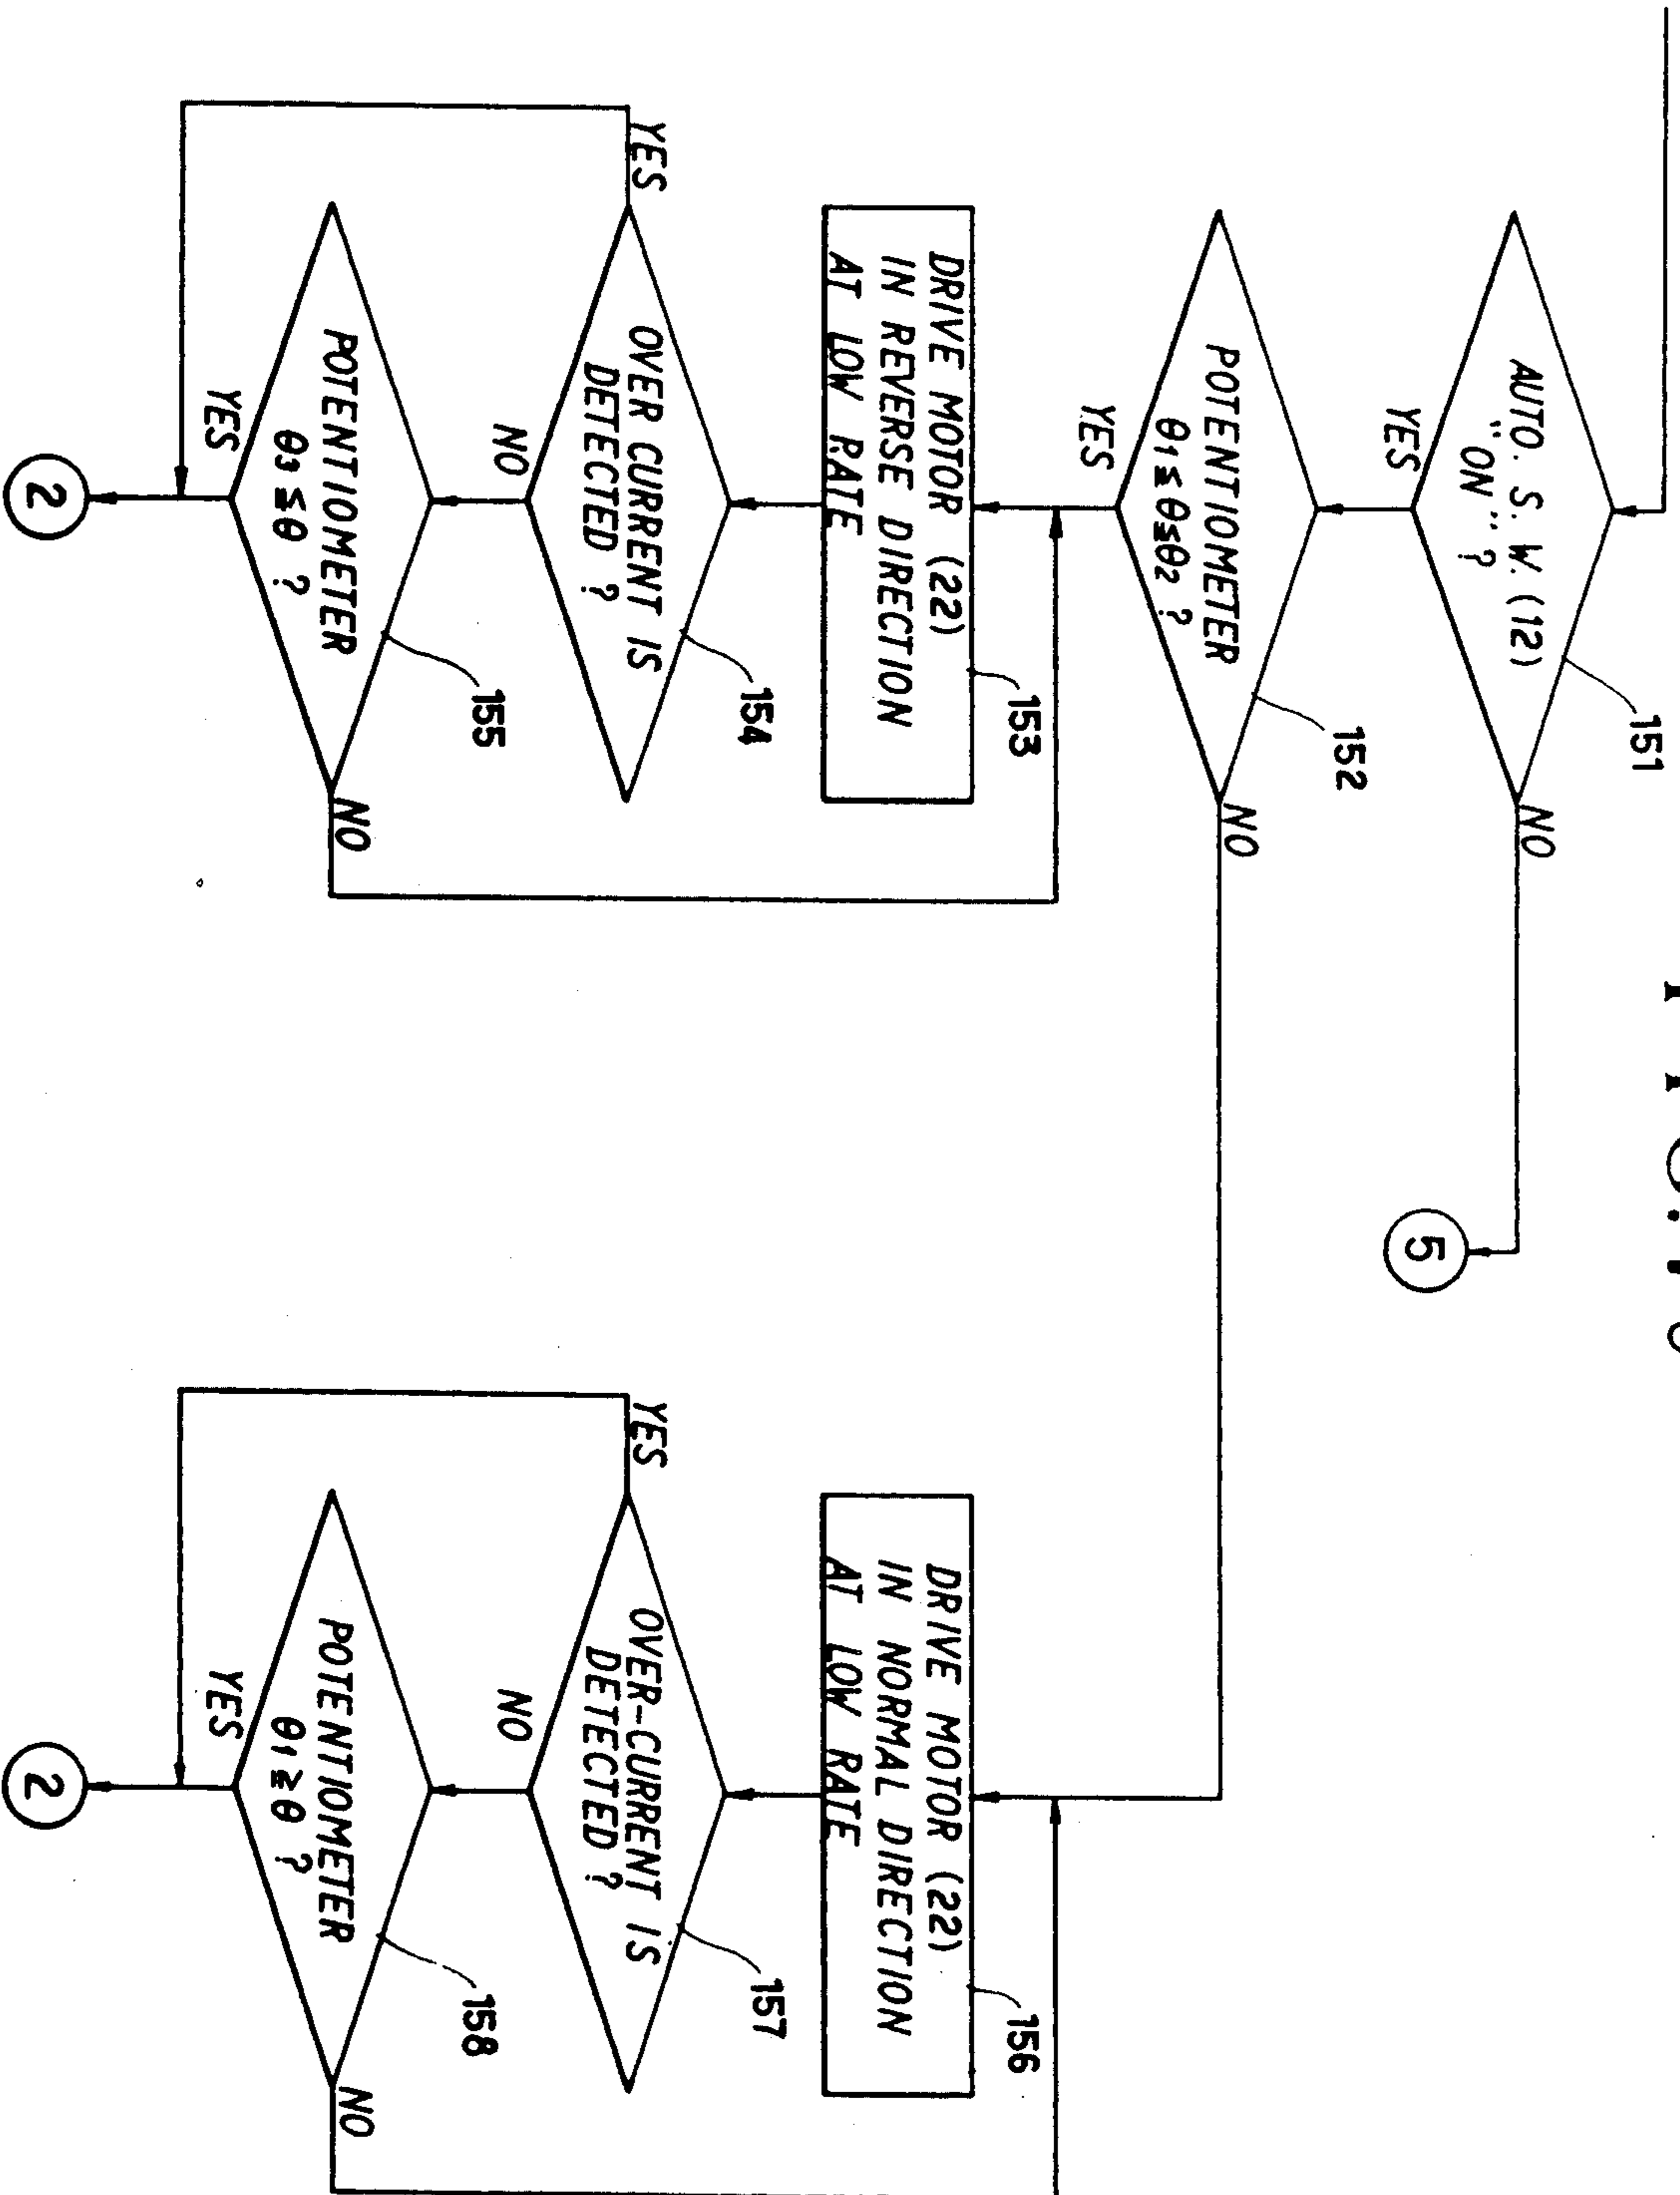 151
AUTO. S. W. (12)
"ON" ?
YES
NO
5
152
POTENTIOMETER
θ1 ≦ θ ≦ θ2 ?
YES
NO
153
DRIVE MOTOR (22)
IN REVERSE DIRECTION
AT LOW RATE
154
OVER CURRENT IS
DETECTED ?
YES
NO
155
POTENTIOMETER
θ3 ≦ θ ?
YES
NO
2
156
DRIVE MOTOR (22)
IN NORMAL DIRECTION
AT LOW RATE
157
OVER-CURRENT IS
DETECTED ?
YES
NO
158
POTENTIOMETER
θ1 ≧ θ ?
YES
NO
2